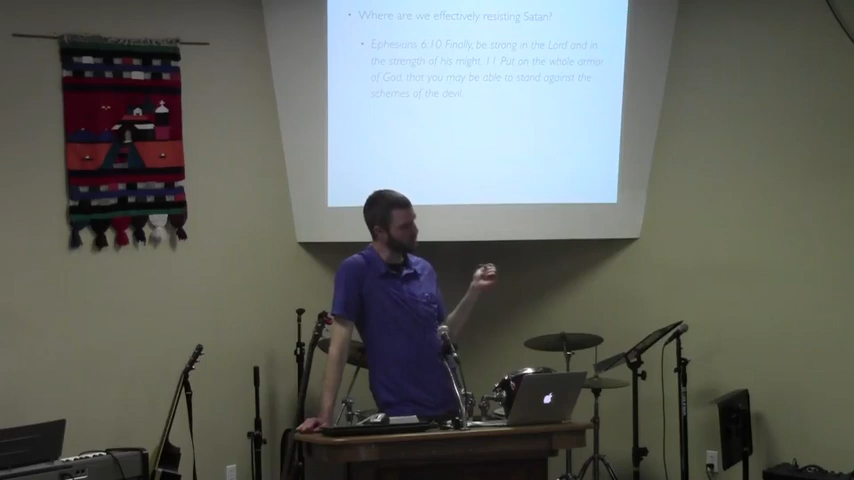 • Where are we effectively resisting Satan?
• Ephesians 6:10 Finally, be strong in the Lord and in
the strength of his might. 11 Put on the whole armor
of God, that you may be able to stand against the
schemes of the devil.